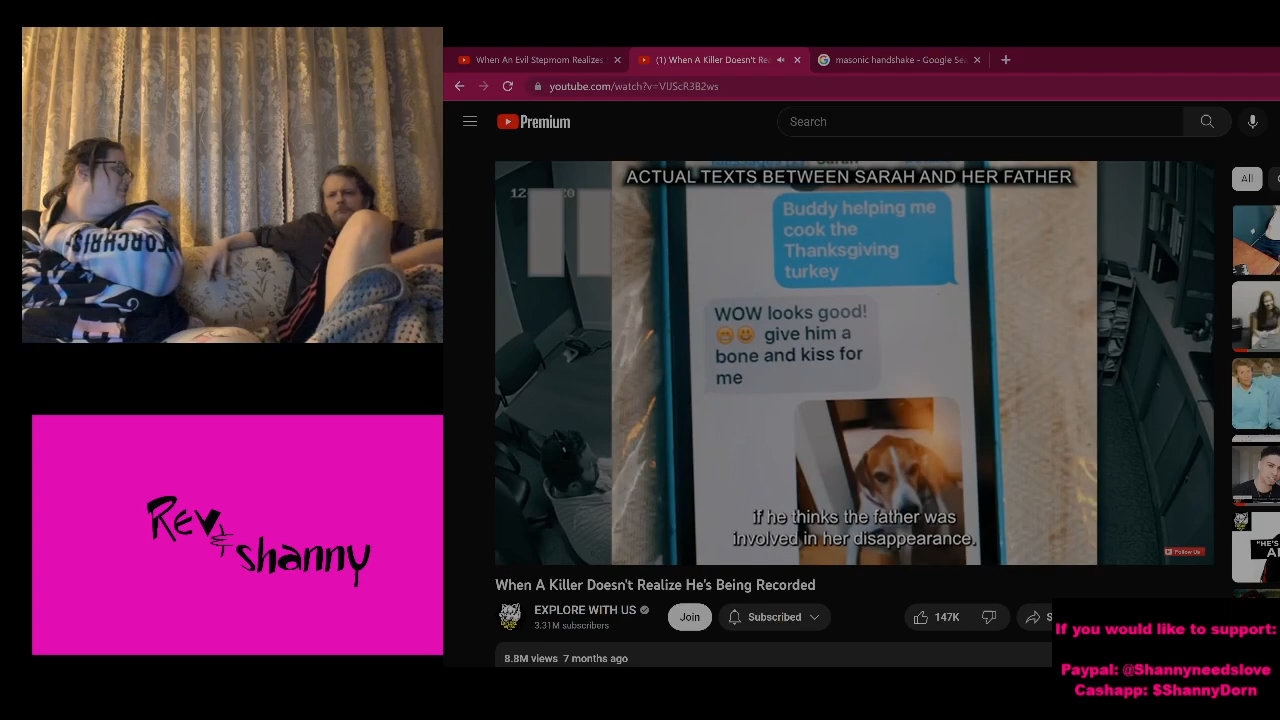 When An Evil Stepmom Realizes
(1) When A Killer Doesn't Re
masonic handshake - Google Se
youtube.com/watch?v=VlJScR3B2ws
Premium
Search
ACTUAL TEXTS BETWEEN SARAH AND HER FATHER
Buddy helping me
cook the
Thanksgiving
turkey
WOW looks good!
😁😃 give him a
bone and kiss for
me
if he thinks the father was
involved in her disappearance.
Follow Us
All
When A Killer Doesn't Realize He's Being Recorded
EXPLORE WITH US
3.31M subscribers
Join
Subscribed
147K
S
8.8M views 7 months ago
Rev
&
shanny
If you would like to support:
Paypal: @Shannyneedslove
Cashapp: $ShannyDorn